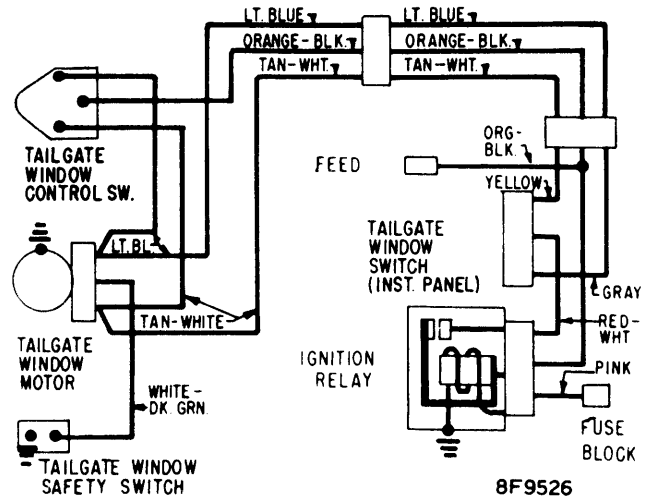 LT. BLUE
LT. BLUE
ORANGE-BLK.
ORANGE-BLK.
TAN-WHT.
TAN-WHT.
TAILGATE
WINDOW
CONTROL SW.
ORG-
BLK.
FEED
YELLOW
TAILGATE
WINDOW
SWITCH
(INST. PANEL)
LT. BL.
GRAY
TAN-WHITE
RED-
WHT
TAILGATE
WINDOW
MOTOR
IGNITION
RELAY
PINK
WHITE-
DK. GRN.
FUSE
BLOCK
TAILGATE WINDOW
SAFETY SWITCH
8F9526